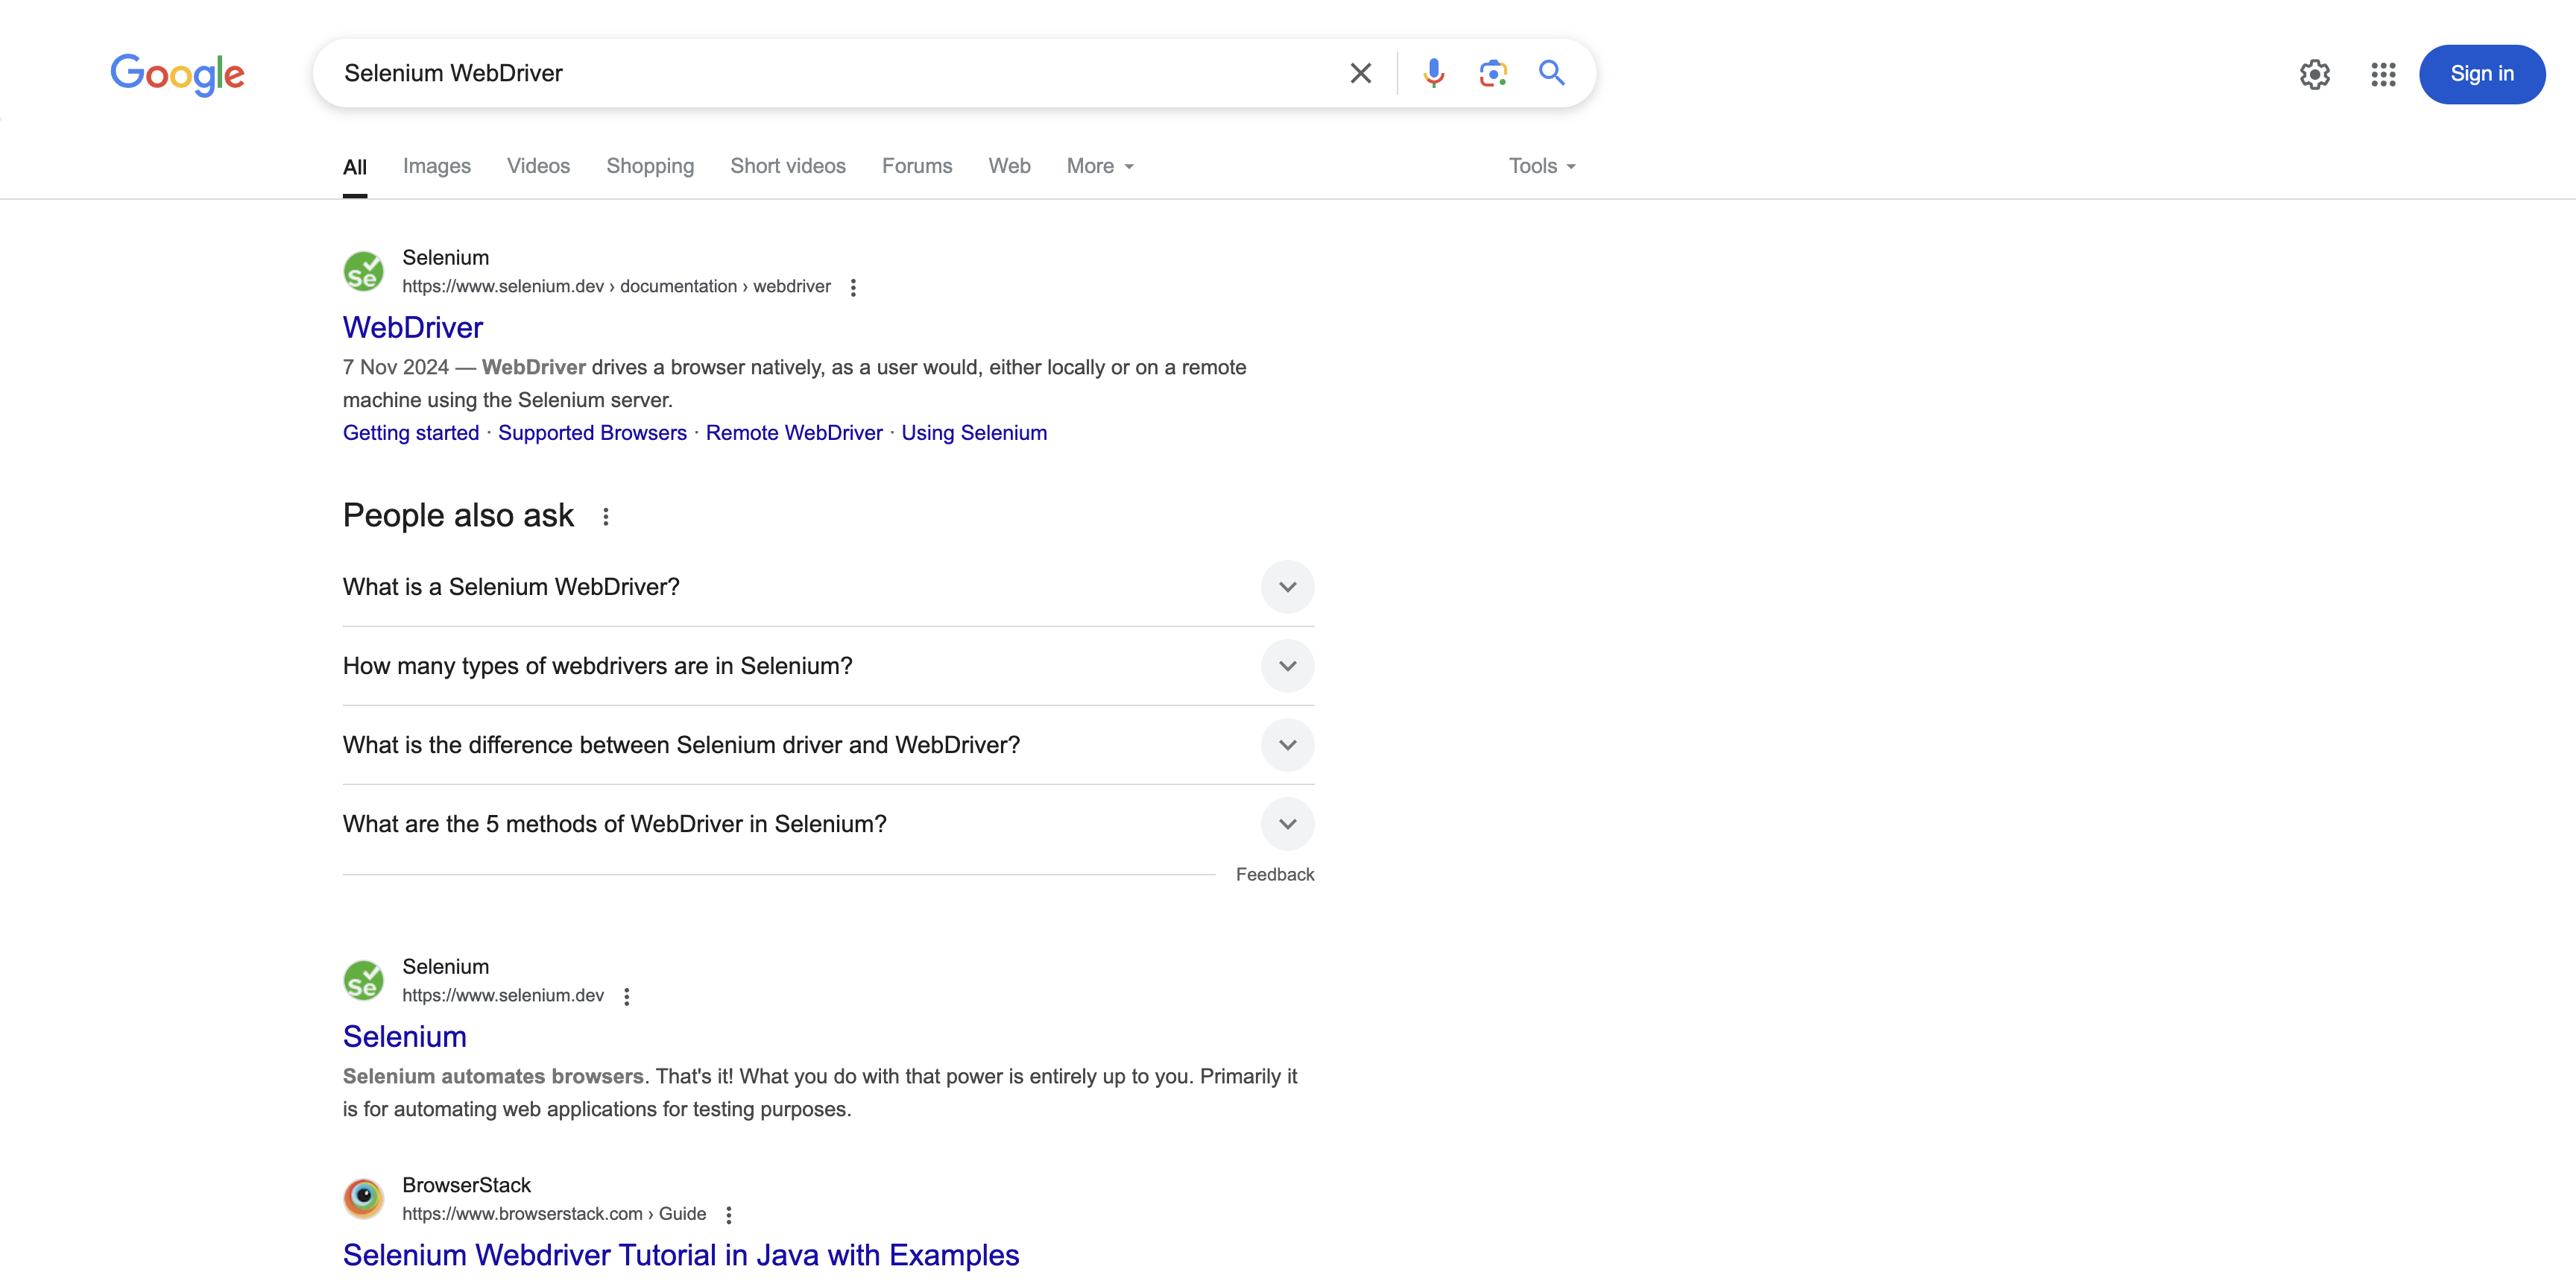 Google
Selenium WebDriver
Sign in
All Images Videos Shopping Short videos Forums Web More Tools
Se
Selenium
https://www.selenium.dev › documentation › webdriver
WebDriver
7 Nov 2024 — WebDriver drives a browser natively, as a user would, either locally or on a remote
machine using the Selenium server.
Getting started · Supported Browsers · Remote WebDriver · Using Selenium
People also ask
What is a Selenium WebDriver?
How many types of webdrivers are in Selenium?
What is the difference between Selenium driver and WebDriver?
What are the 5 methods of WebDriver in Selenium?
Feedback
Se
Selenium
https://www.selenium.dev
Selenium
Selenium automates browsers. That's it! What you do with that power is entirely up to you. Primarily it
is for automating web applications for testing purposes.
BrowserStack
https://www.browserstack.com › Guide
Selenium Webdriver Tutorial in Java with Examples